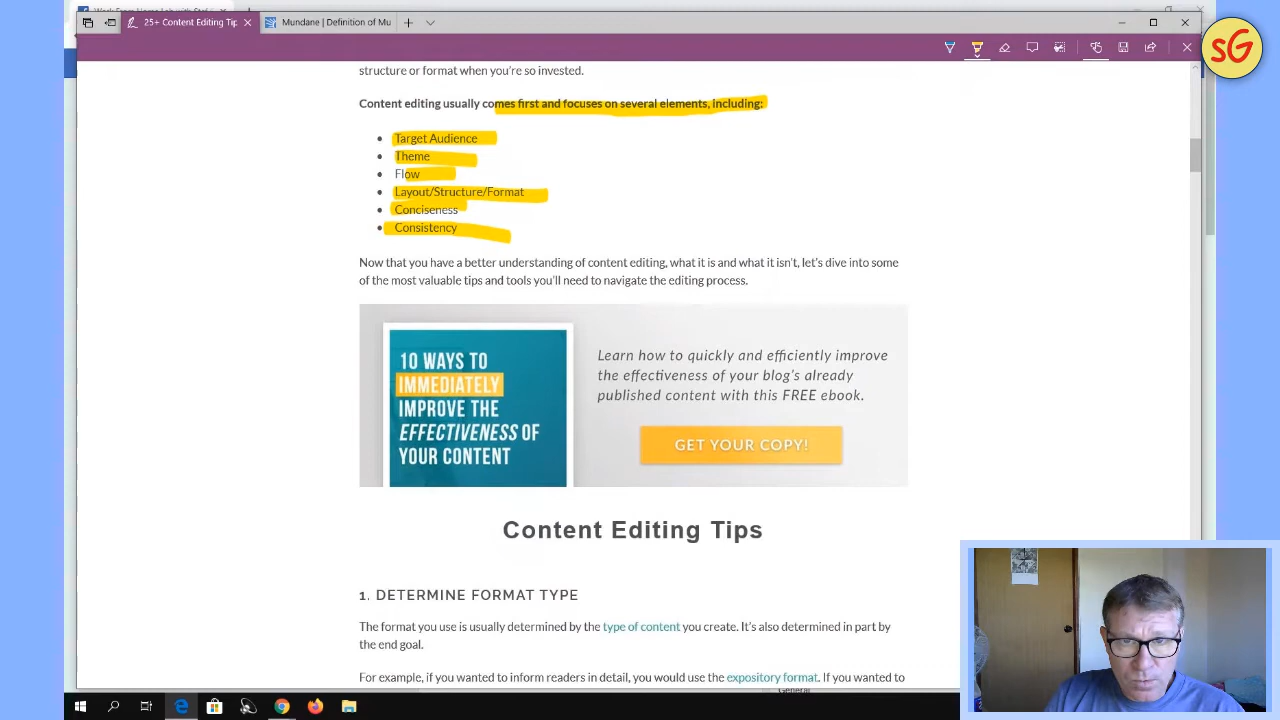 25+ Content Editing Tip
Mundane | Definition of Mu
SG
structure or format when you're so invested.
Content editing usually comes first and focuses on several elements, including:
Target Audience
Theme
Flow
Layout/Structure/Format
Conciseness
Consistency
Now that you have a better understanding of content editing, what it is and what it isn't, let's dive into some
of the most valuable tips and tools you'll need to navigate the editing process.
10 WAYS TO
IMMEDIATELY
IMPROVE THE
EFFECTIVENESS OF
YOUR CONTENT
Learn how to quickly and efficiently improve
the effectiveness of your blog's already
published content with this FREE ebook.
GET YOUR COPY!
Content Editing Tips
1. DETERMINE FORMAT TYPE
The format you use is usually determined by the type of content you create. It's also determined in part by
the end goal.
For example, if you wanted to inform readers in detail, you would use the expository format. If you wanted to
General